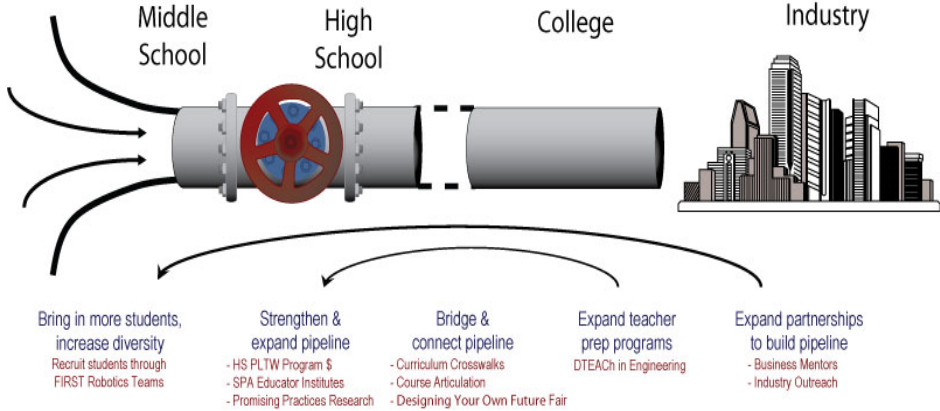 Middle
School
High
School
College
Industry
Bring in more students,
increase diversity
Recruit students through
FIRST Robotics Teams
Strengthen &
expand pipeline
- HS PLTW Program $
- SPA Educator Institutes
- Promising Practices Research
Bridge &
connect pipeline
- Curriculum Crosswalks
- Course Articulation
- Designing Your Own Future Fair
Expand teacher
prep programs
DTEACh in Engineering
Expand partnerships
to build pipeline
- Business Mentors
- Industry Outreach